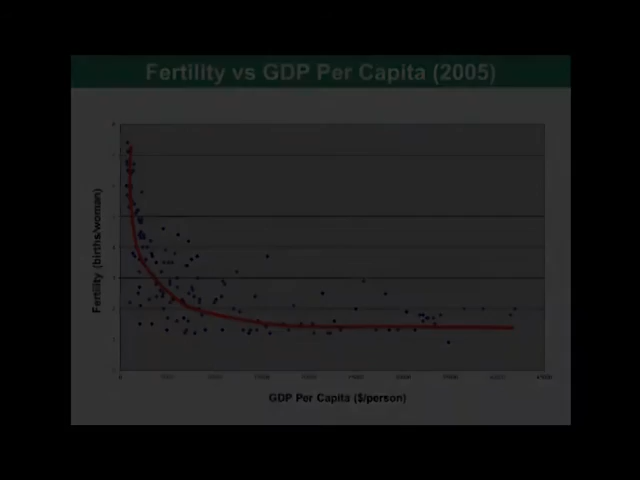 Fertility vs GDP Per Capita (2005)
Fertility (births/woman)
GDP Per Capita ($/person)